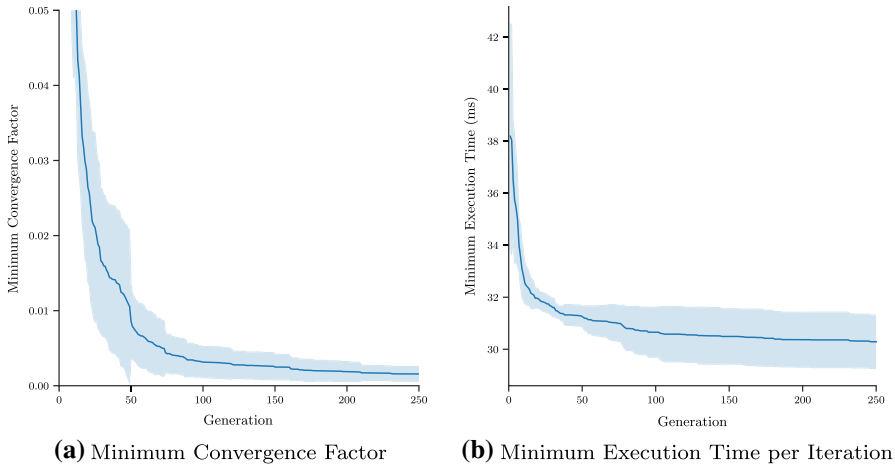 0.05
0.04
0.03
0.02
0.01
0.00
Minimum Convergence Factor
0 50 100 150 200 250
Generation
(a) Minimum Convergence Factor
42
40
38
36
34
32
31
30
Minimum Execution Time (ms)
0 50 100 150 200 250
Generation
(b) Minimum Execution Time per Iteration